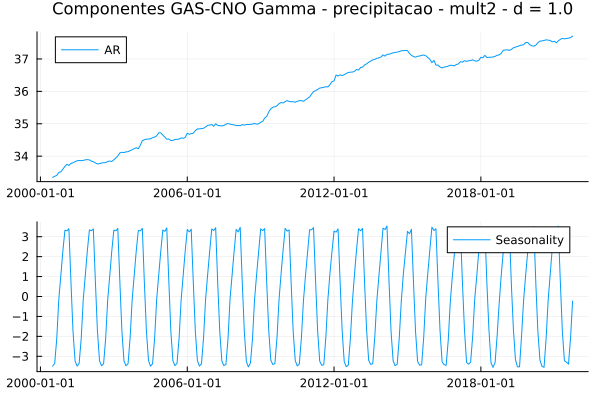 Componentes GAS-CNO Gamma - precipitacao - mult2 - d = 1.0
AR
37
36
35
34
2000-01-01 2006-01-01 2012-01-01 2018-01-01
Seasonality
3
2
1
0
−1
−2
−3
2000-01-01 2006-01-01 2012-01-01 2018-01-01